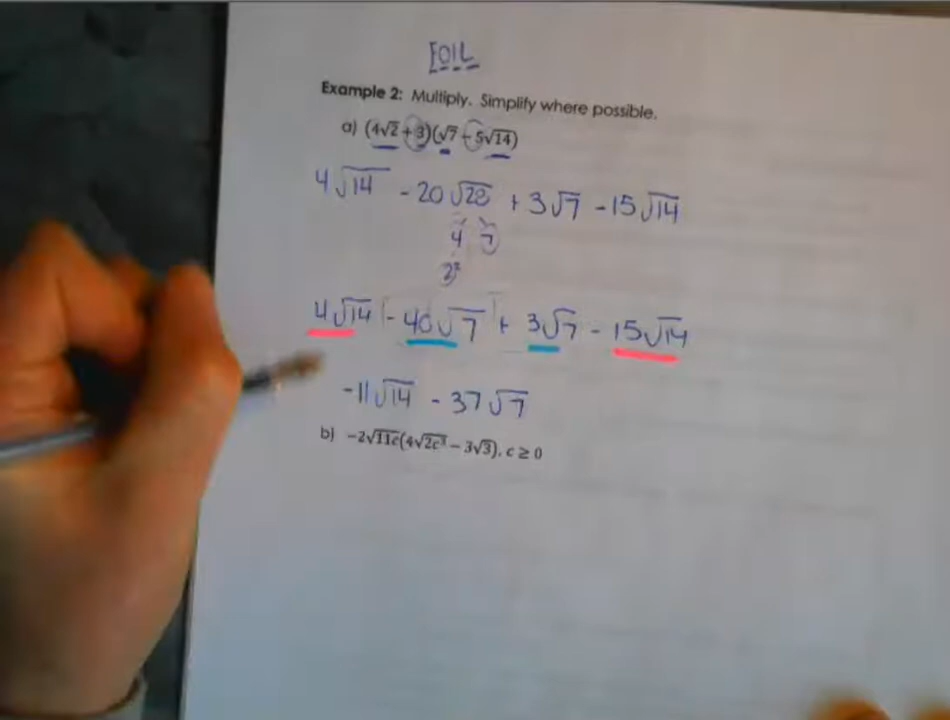 FOIL
Example 2: Multiply. Simplify where possible.
a) (4√2 + 3)(√7 − 5√14)
4√14 - 20√28 + 3√7 - 15√14
4 7
2²
4√14 - 40√7 + 3√7 - 15√14
-11√14 - 37√7
b) −2√11c(4√2c³ − 3√3), c ≥ 0